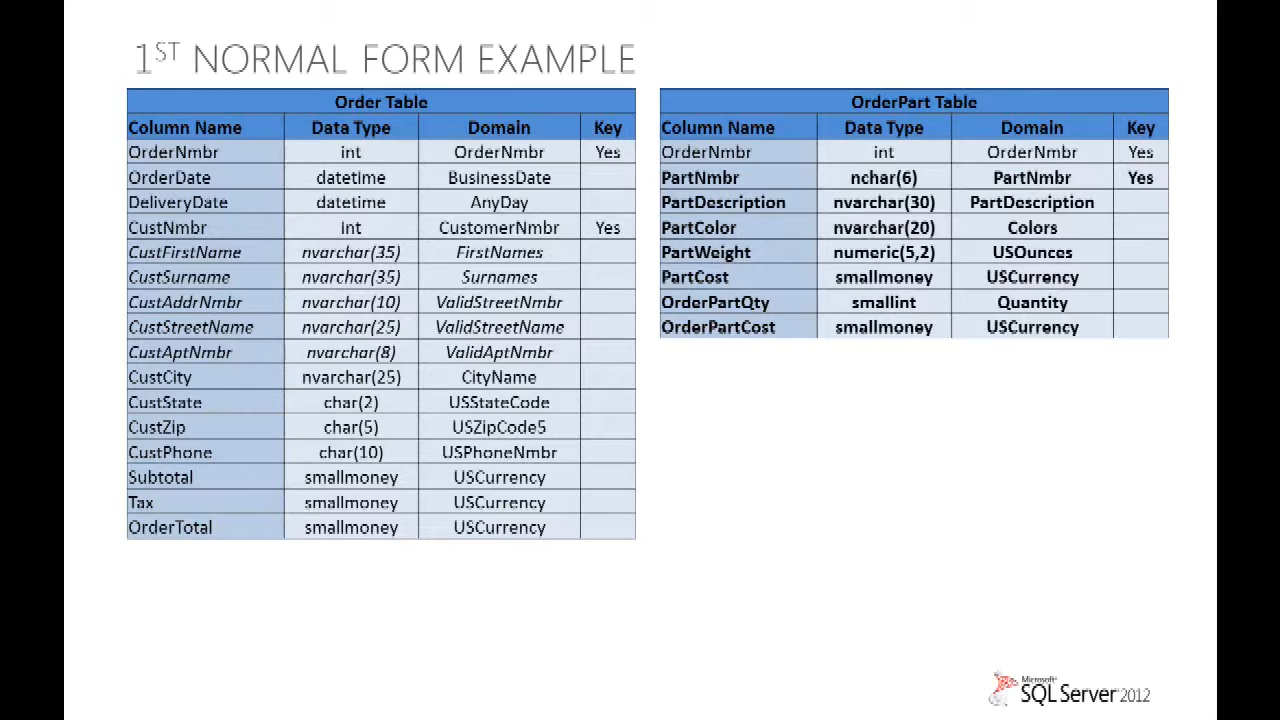 1ST NORMAL FORM EXAMPLE
Order Table
Column Name Data Type Domain Key
OrderNmbr int OrderNmbr Yes
OrderDate datetime BusinessDate
DeliveryDate datetime AnyDay
CustNmbr int CustomerNmbr Yes
CustFirstName nvarchar(35) FirstNames
CustSurname nvarchar(35) Surnames
CustAddrNmbr nvarchar(10) ValidStreetNmbr
CustStreetName nvarchar(25) ValidStreetName
CustAptNmbr nvarchar(8) ValidAptNmbr
CustCity nvarchar(25) CityName
CustState char(2) USStateCode
CustZip char(5) USZipCode5
CustPhone char(10) USPhoneNmbr
Subtotal smallmoney USCurrency
Tax smallmoney USCurrency
OrderTotal smallmoney USCurrency
OrderPart Table
Column Name Data Type Domain Key
OrderNmbr int OrderNmbr Yes
PartNmbr nchar(6) PartNmbr Yes
PartDescription nvarchar(30) PartDescription
PartColor nvarchar(20) Colors
PartWeight numeric(5,2) USOunces
PartCost smallmoney USCurrency
OrderPartQty smallint Quantity
OrderPartCost smallmoney USCurrency
Microsoft
SQL Server 2012